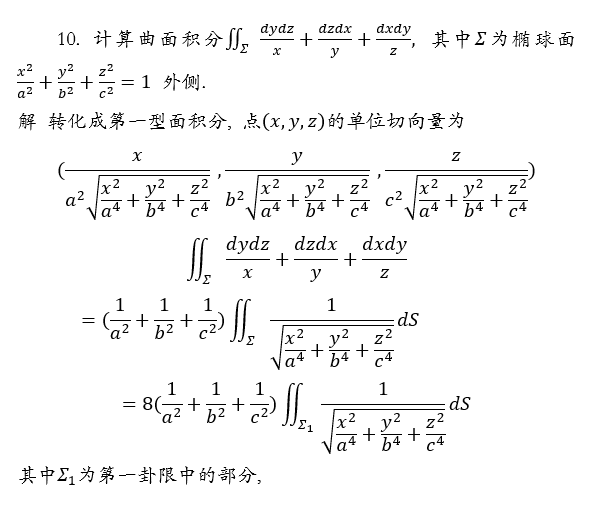 10. 计算曲面积分∬_Σ dydz/x + dzdx/y + dxdy/z, 其中Σ为椭球面
x²/a² + y²/b² + z²/c² = 1 外侧.
解 转化成第一型面积分, 点(x, y, z)的单位切向量为
(x/(a²√(x²/a⁴ + y²/b⁴ + z²/c⁴)), y/(b²√(x²/a⁴ + y²/b⁴ + z²/c⁴)), z/(c²√(x²/a⁴ + y²/b⁴ + z²/c⁴)))
∬_Σ dydz/x + dzdx/y + dxdy/z
= (1/a² + 1/b² + 1/c²) ∬_Σ 1/√(x²/a⁴ + y²/b⁴ + z²/c⁴) dS
= 8(1/a² + 1/b² + 1/c²) ∬_Σ₁ 1/√(x²/a⁴ + y²/b⁴ + z²/c⁴) dS
其中Σ₁为第一卦限中的部分,